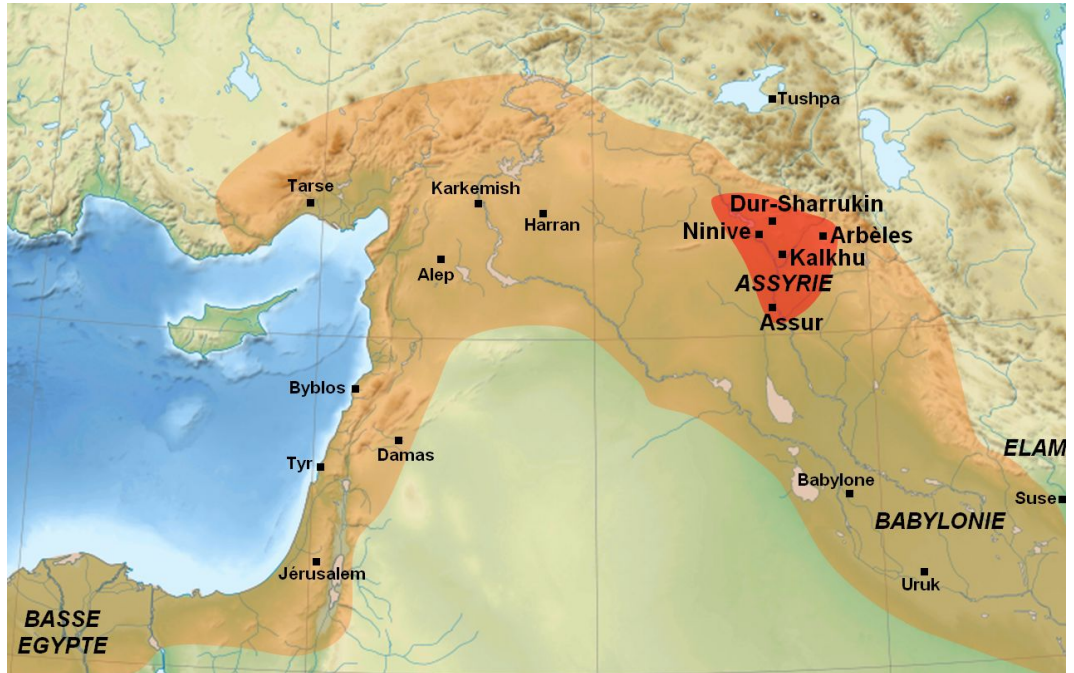 Tushpa
Tarse
Karkemish
Harran
Dur-Sharrukin
Ninive
Arbèles
Kalkhu
Alep
ASSYRIE
Assur
Byblos
Damas
Tyr
ELAM
Babylone
Suse
BABYLONIE
Jérusalem
Uruk
BASSE
EGYPTE